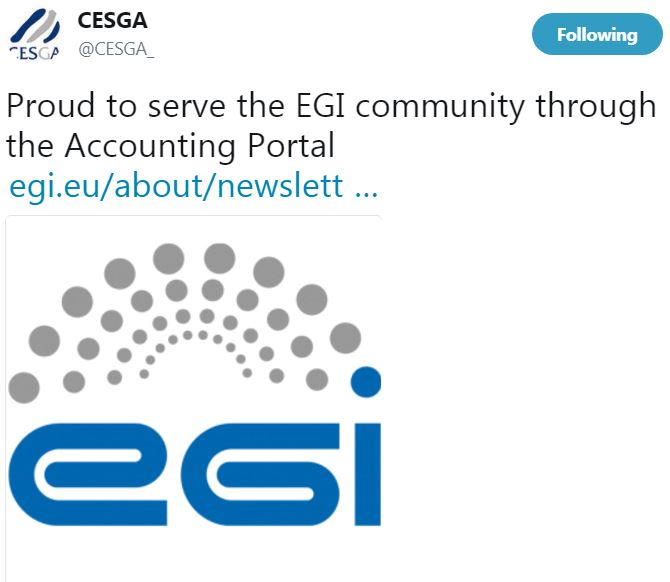 CESGA
CESGA
@CESGA_
Following
Proud to serve the EGI community through
the Accounting Portal
egi.eu/about/newslett ...
egi